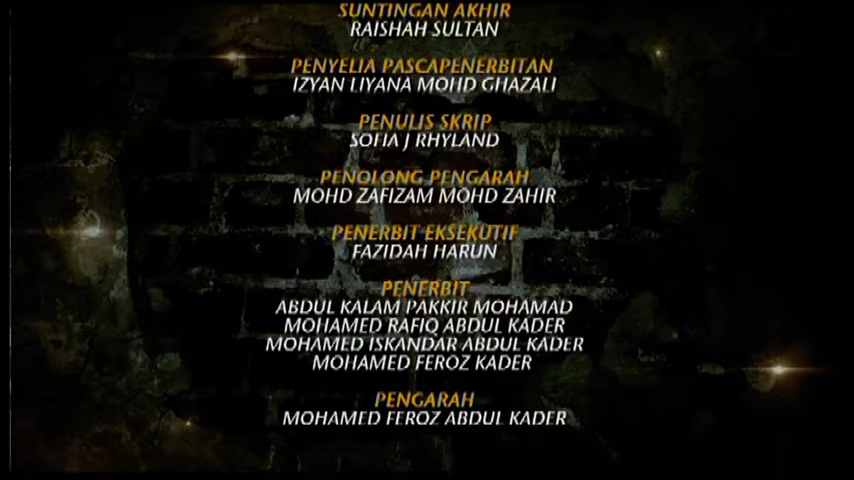 SUNTINGAN AKHIR
RAISHAH SULTAN
PENYELIA PASCAPENERBITAN
IZYAN LIYANA MOHD GHAZALI
PENULIS SKRIP
SOFIA J RHYLAND
PENOLONG PENGARAH
MOHD ZAFIZAM MOHD ZAHIR
PENERBIT EKSEKUTIF
FAZIDAH HARUN
PENERBIT
ABDUL KALAM PAKKIR MOHAMAD
MOHAMED RAFIQ ABDUL KADER
MOHAMED ISKANDAR ABDUL KADER
MOHAMED FEROZ KADER
PENGARAH
MOHAMED FEROZ ABDUL KADER